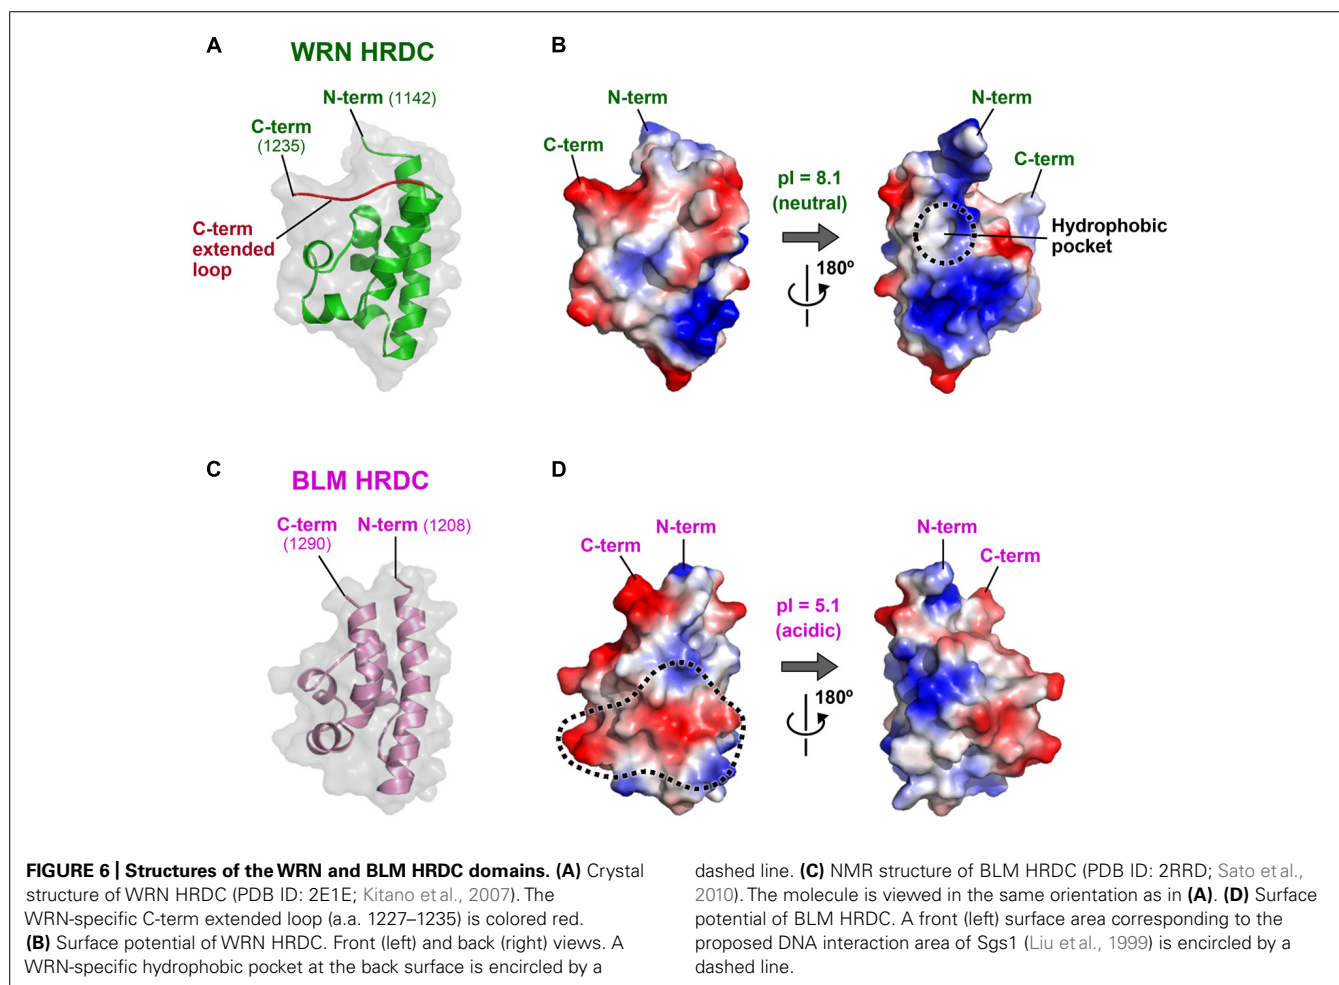 A
WRN HRDC
N-term (1142)
C-term
(1235)
C-term
extended
loop
B
N-term
C-term
pI = 8.1
(neutral)
180º
N-term
C-term
Hydrophobic
pocket
C
BLM HRDC
C-term
(1290)
N-term (1208)
D
N-term
C-term
pI = 5.1
(acidic)
180º
N-term
C-term
FIGURE 6 | Structures of the WRN and BLM HRDC domains. (A) Crystal
structure of WRN HRDC (PDB ID: 2E1E; Kitano et al., 2007). The
WRN-specific C-term extended loop (a.a. 1227–1235) is colored red.
(B) Surface potential of WRN HRDC. Front (left) and back (right) views. A
WRN-specific hydrophobic pocket at the back surface is encircled by a
dashed line. (C) NMR structure of BLM HRDC (PDB ID: 2RRD; Sato et al.,
2010). The molecule is viewed in the same orientation as in (A). (D) Surface
potential of BLM HRDC. A front (left) surface area corresponding to the
proposed DNA interaction area of Sgs1 (Liu et al., 1999) is encircled by a
dashed line.